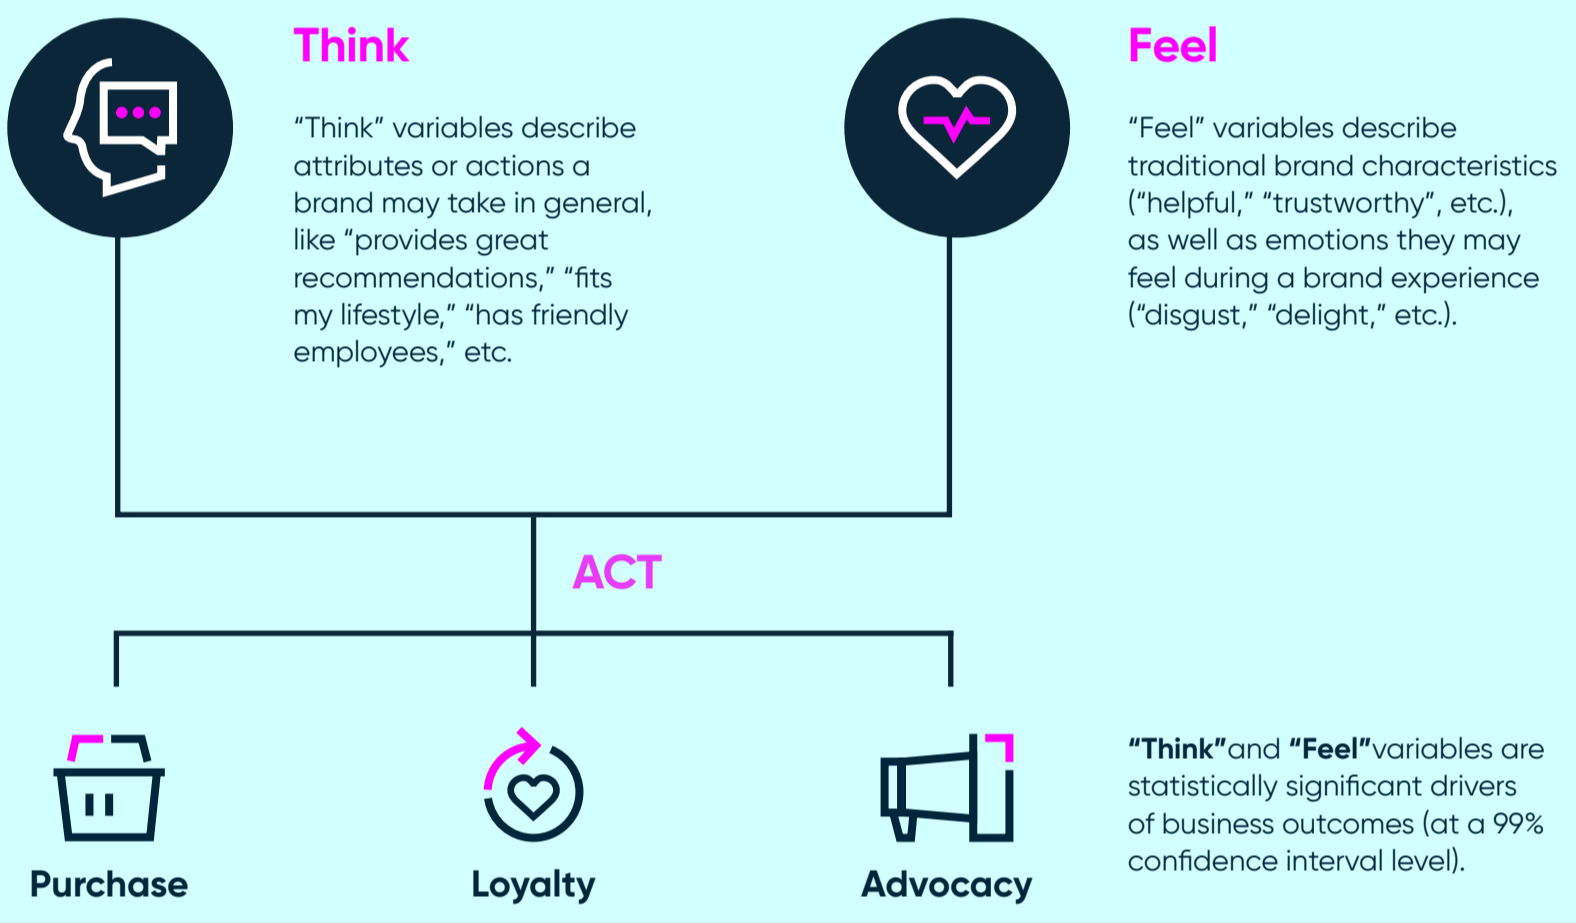 Think
“Think” variables describe
attributes or actions a
brand may take in general,
like “provides great
recommendations,” “fits
my lifestyle,” “has friendly
employees,” etc.
Feel
“Feel” variables describe
traditional brand characteristics
(“helpful,” “trustworthy”, etc.),
as well as emotions they may
feel during a brand experience
(“disgust,” “delight,” etc.).
ACT
Purchase
Loyalty
Advocacy
“Think”and “Feel”variables are
statistically significant drivers
of business outcomes (at a 99%
confidence interval level).